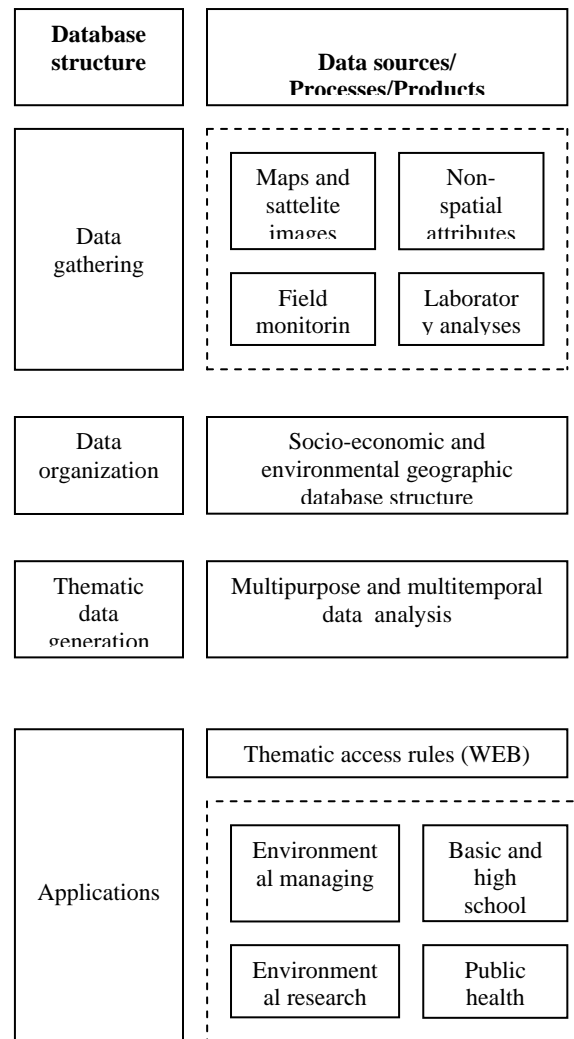 Database
structure
Data sources/
Processes/Products
Data
gathering
Maps and
sattelite
images
Non-
spatial
attributes
Field
monitorin
Laborator
y analyses
Data
organization
Socio-economic and
environmental geographic
database structure
Thematic
data
generation
Multipurpose and multitemporal
data analysis
Applications
Thematic access rules (WEB)
Environment
al managing
Basic and
high
school
Environment
al research
Public
health